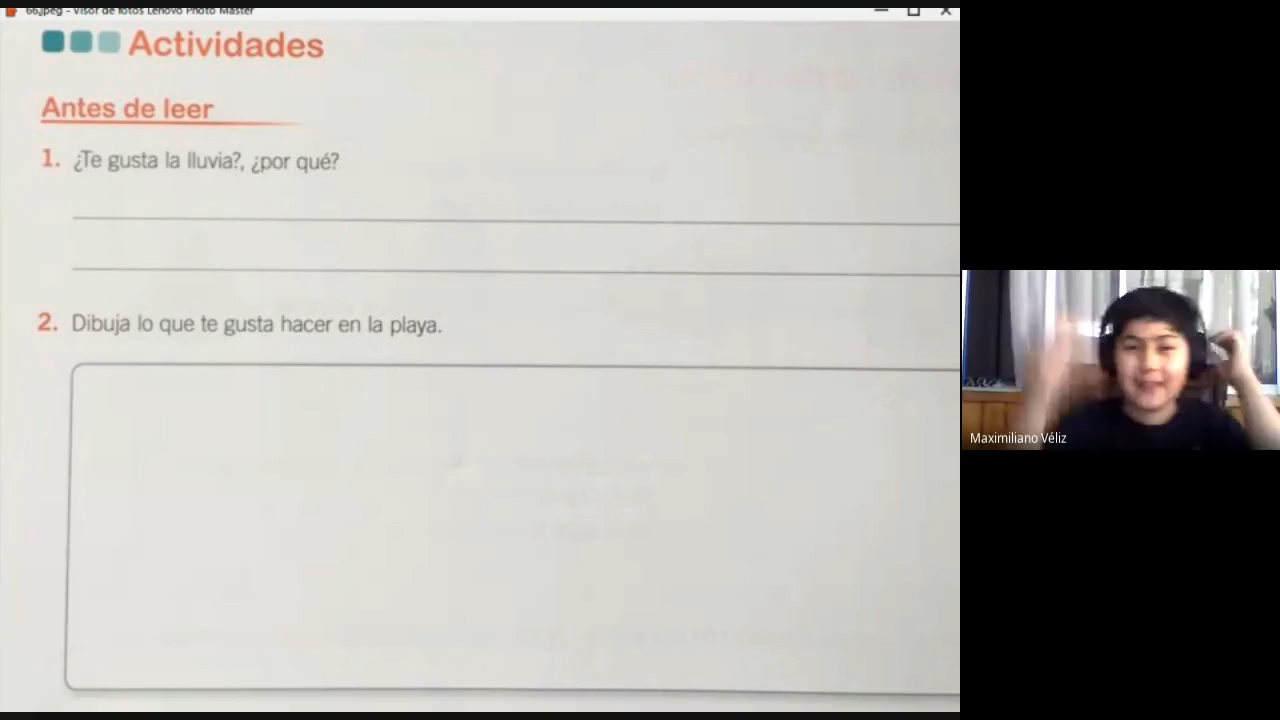 66.jpeg - Visor de fotos Lenovo Photo Master
Actividades
Antes de leer
1. ¿Te gusta la lluvia?, ¿por qué?
2. Dibuja lo que te gusta hacer en la playa.
Maximiliano Véliz